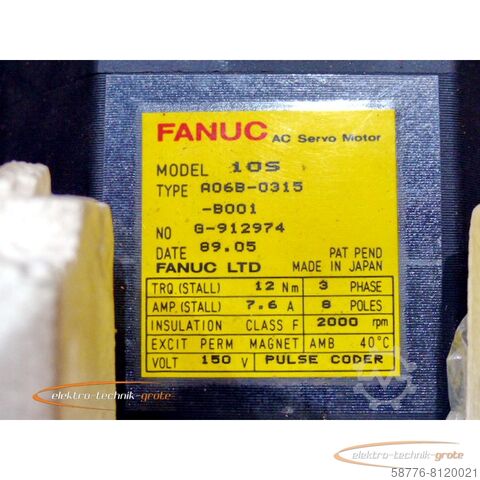 FANUC AC Servo Motor
MODEL 10S
TYPE A06B-0315
-B001
NO G-912974
DATE 89.05 PAT PEND
FANUC LTD MADE IN JAPAN
TRQ.(STALL) 12 Nm 3 PHASE
AMP.(STALL) 7.6 A 8 POLES
INSULATION CLASS F 2000 rpm
EXCIT PERM MAGNET AMB 40°C
VOLT 150 V PULSE CODER
elektro-technik-grote
elektro-technik-grote
58776-8120021